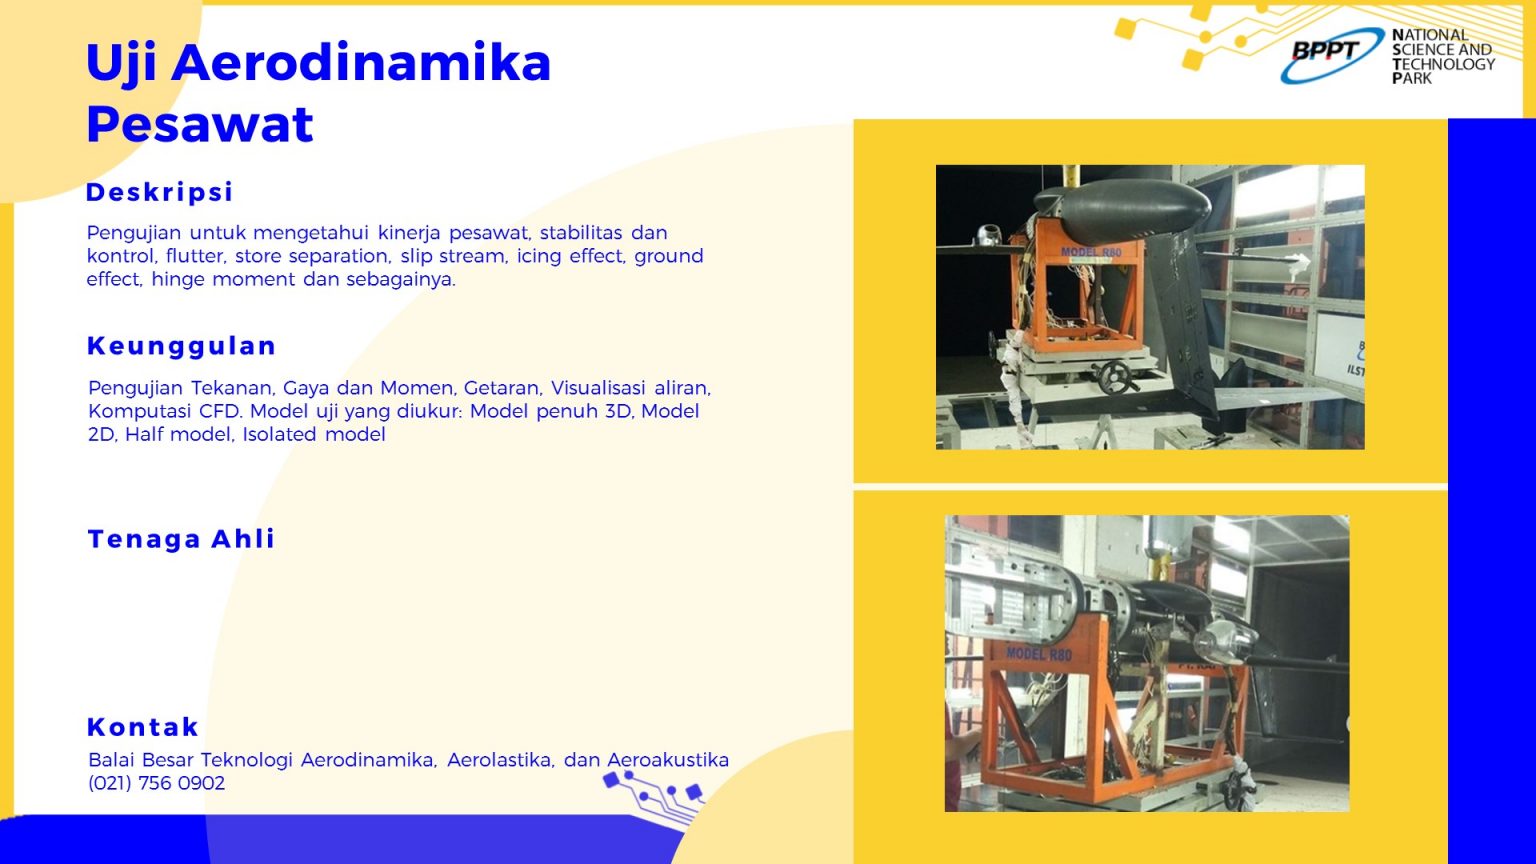 Uji Aerodinamika
Pesawat
BPPT
NATIONAL
SCIENCE AND
TECHNOLOGY
PARK
Deskripsi
Pengujian untuk mengetahui kinerja pesawat, stabilitas dan
kontrol, flutter, store separation, slip stream, icing effect, ground
effect, hinge moment dan sebagainya.
Keunggulan
Pengujian Tekanan, Gaya dan Momen, Getaran, Visualisasi aliran,
Komputasi CFD. Model uji yang diukur: Model penuh 3D, Model
2D, Half model, Isolated model
Tenaga Ahli
Kontak
Balai Besar Teknologi Aerodinamika, Aerolastika, dan Aeroakustika
(021) 756 0902
MODEL R80
MODEL R80